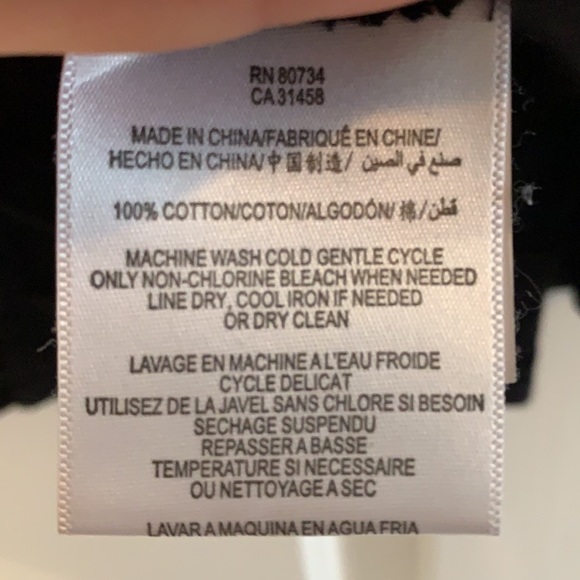 RN 80734
CA 31458
MADE IN CHINA/FABRIQUÉ EN CHINE/
HECHO EN CHINA/中国制造/ صنع في الصين
100% COTTON/COTON/ALGODÓN/棉/قطن
MACHINE WASH COLD GENTLE CYCLE
ONLY NON-CHLORINE BLEACH WHEN NEEDED
LINE DRY, COOL IRON IF NEEDED
OR DRY CLEAN
LAVAGE EN MACHINE A L'EAU FROIDE
CYCLE DELICAT
UTILISEZ DE LA JAVEL SANS CHLORE SI BESOIN
SECHAGE SUSPENDU
REPASSER A BASSE
TEMPERATURE SI NECESSAIRE
OU NETTOYAGE A SEC
LAVAR A MAQUINA EN AGUA FRIA